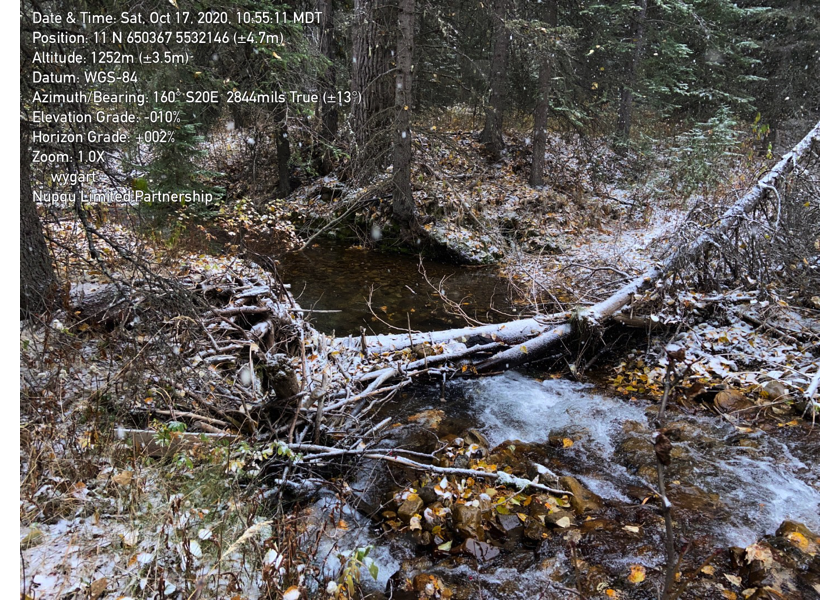 Date & Time: Sat, Oct 17, 2020, 10:55:11 MDT
Position: 11 N 650367 5532146 (±4.7m)
Altitude: 1252m (±3.5m)
Datum: WGS-84
Azimuth/Bearing: 160° S20E 2844mils True (±13°)
Elevation Grade: -010%
Horizon Grade: +002%
Zoom: 1.0X
wygart
Nupqu Limited Partnership